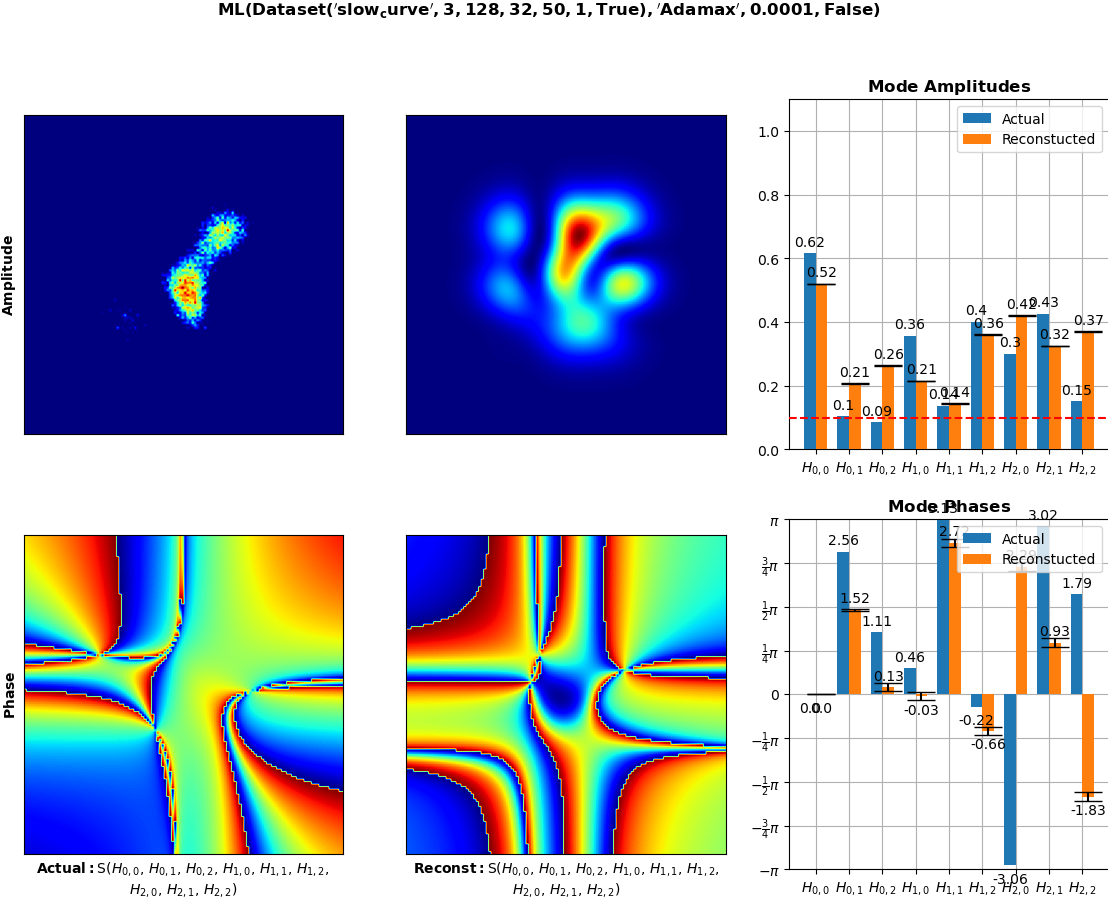 ML(Dataset('slow_curve', 3, 128, 32, 50, 1, True), 'Adamax', 0.0001, False)
Amplitude
Mode Amplitudes
Actual
Reconstucted
1.0
0.8
0.6
0.4
0.2
0.0
0.62
0.52
0.1
0.21
0.09
0.26
0.36
0.21
0.14
0.14
0.4
0.36
0.3
0.42
0.43
0.32
0.15
0.37
H0,0 H0,1 H0,2 H1,0 H1,1 H1,2 H2,0 H2,1 H2,2
Phase
Mode Phases
Actual
Reconstucted
π
3/4π
1/2π
1/4π
0
−1/4π
−1/2π
−3/4π
−π
0.0
0.0
2.56
1.52
1.11
0.13
0.46
-0.03
-0.22
-0.66
-3.06
3.02
0.93
1.79
-1.83
H0,0 H0,1 H0,2 H1,0 H1,1 H1,2 H2,0 H2,1 H2,2
Actual: S(H0,0, H0,1, H0,2, H1,0, H1,1, H1,2,
H2,0, H2,1, H2,2)
Reconst: S(H0,0, H0,1, H0,2, H1,0, H1,1, H1,2,
H2,0, H2,1, H2,2)